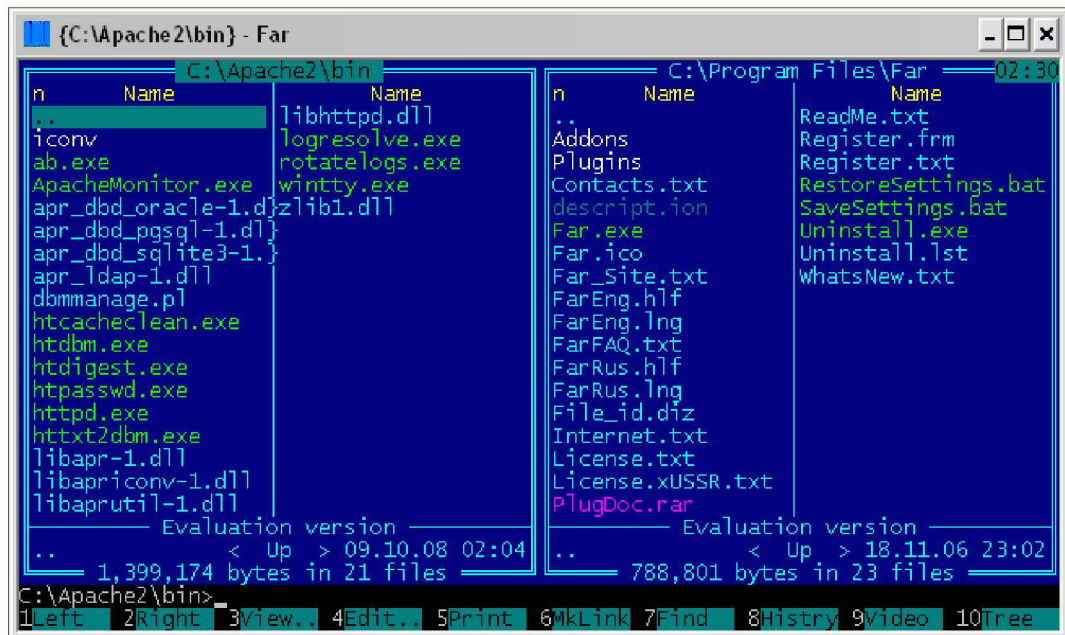 {C:\Apache2\bin} - Far
C:\Apache2\bin
n Name Name
..
iconv
ab.exe
ApacheMonitor.exe
apr_dbd_oracle-1.d}
apr_dbd_pgsql-1.dl}
apr_dbd_sqlite3-1.}
apr_ldap-1.dll
dbmmanage.pl
htcacheclean.exe
htdbm.exe
htdigest.exe
htpasswd.exe
httpd.exe
httxt2dbm.exe
libapr-1.dll
libapriconv-1.dll
libaprutil-1.dll
libhttpd.dll
logresolve.exe
rotatelogs.exe
wintty.exe
zlib1.dll
Evaluation version
.. < Up > 09.10.08 02:04
1,399,174 bytes in 21 files
C:\Program Files\Far 02:30
n Name Name
..
Addons
Plugins
Contacts.txt
descript.ion
Far.exe
Far.ico
Far_Site.txt
FarEng.hlf
FarEng.lng
FarFAQ.txt
FarRus.hlf
FarRus.lng
File_id.diz
Internet.txt
License.txt
License.xUSSR.txt
PlugDoc.rar
ReadMe.txt
Register.frm
Register.txt
RestoreSettings.bat
SaveSettings.bat
Uninstall.exe
Uninstall.lst
WhatsNew.txt
Evaluation version
.. < Up > 18.11.06 23:02
788,801 bytes in 23 files
C:\Apache2\bin>_
1Left 2Right 3View.. 4Edit.. 5Print 6MkLink 7Find 8Histry 9Video 10Tree